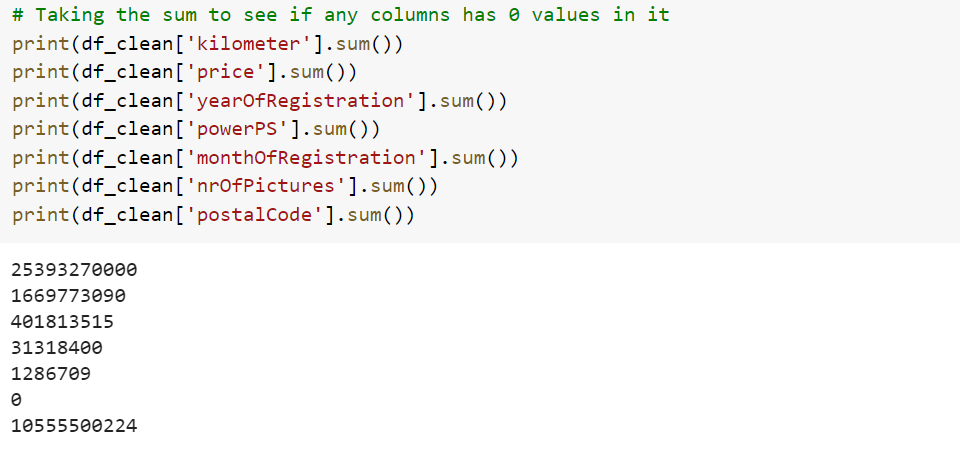 # Taking the sum to see if any columns has 0 values in it
print(df_clean['kilometer'].sum())
print(df_clean['price'].sum())
print(df_clean['yearOfRegistration'].sum())
print(df_clean['powerPS'].sum())
print(df_clean['monthOfRegistration'].sum())
print(df_clean['nrOfPictures'].sum())
print(df_clean['postalCode'].sum())
25393270000
1669773090
401813515
31318400
1286709
0
10555500224